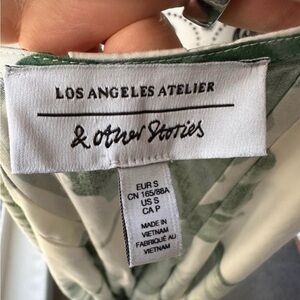 LOS ANGELES ATELIER
& other Stories
EUR S
CN 165/88A
US S
CA P
MADE IN
VIETNAM
FABRIQUÉ AU
VIETNAM